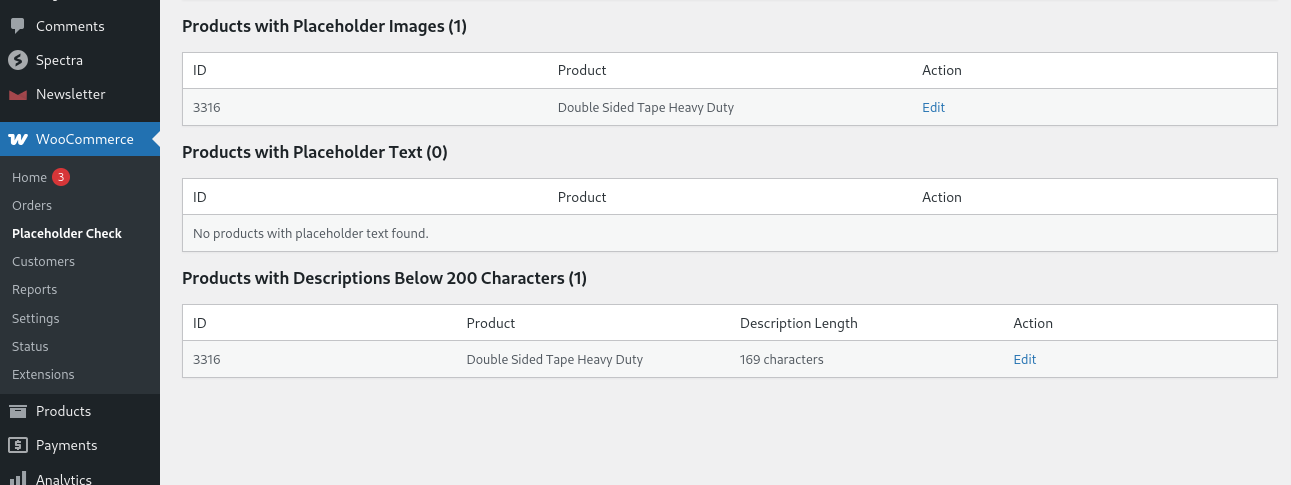 Comments
Spectra
Newsletter
WooCommerce
Home 3
Orders
Placeholder Check
Customers
Reports
Settings
Status
Extensions
Products
Payments
Analytics
Products with Placeholder Images (1)
ID Product Action
3316 Double Sided Tape Heavy Duty Edit
Products with Placeholder Text (0)
ID Product Action
No products with placeholder text found.
Products with Descriptions Below 200 Characters (1)
ID Product Description Length Action
3316 Double Sided Tape Heavy Duty 169 characters Edit